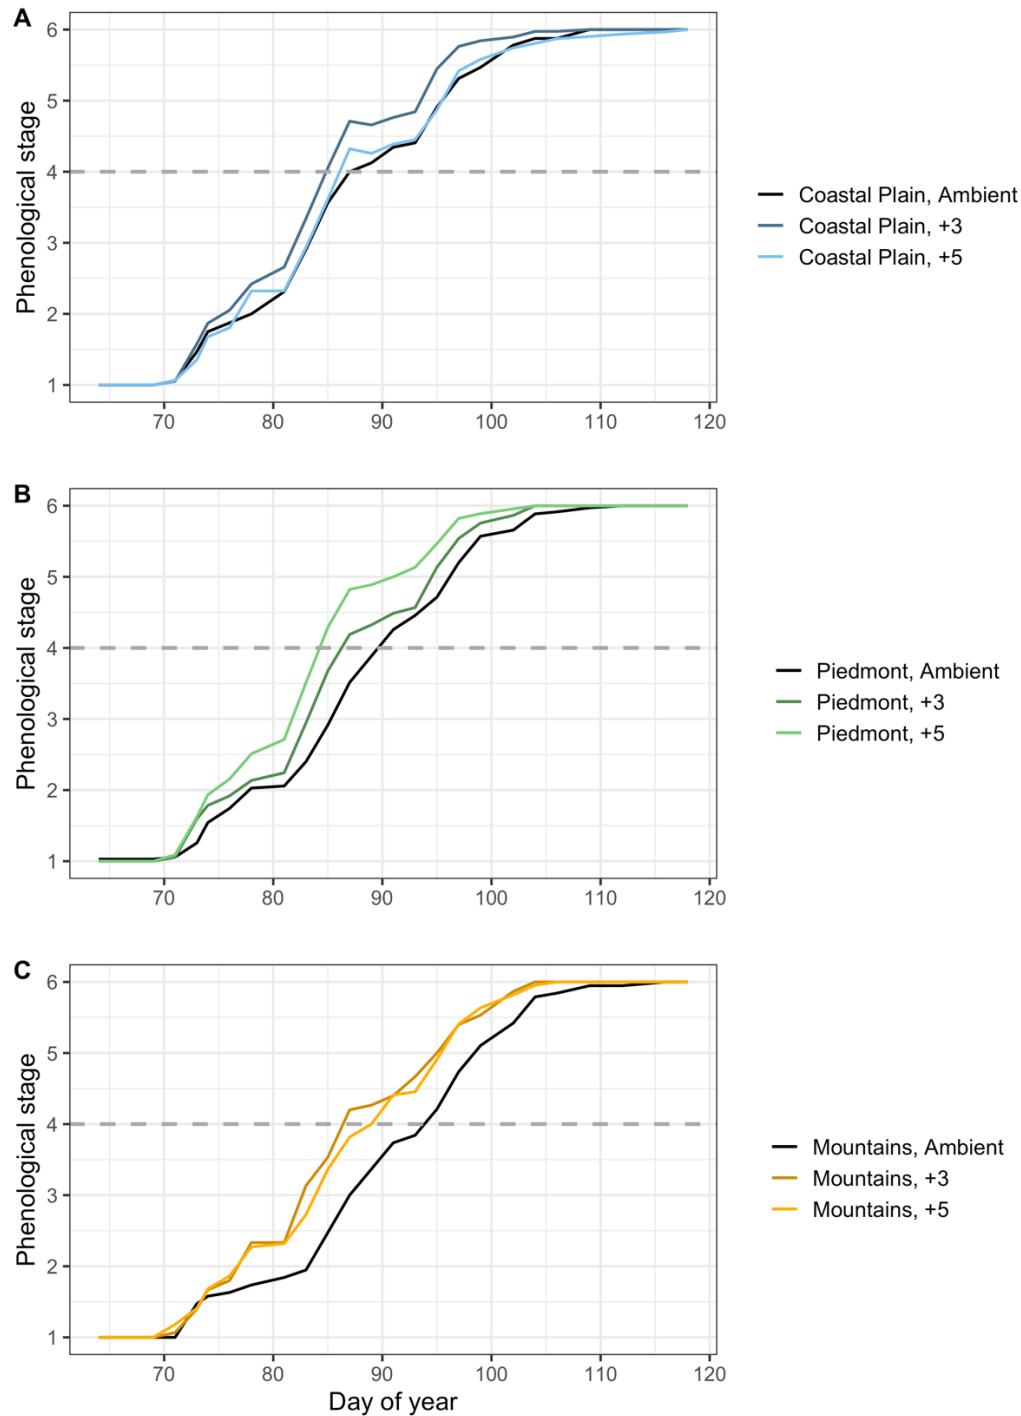 A
Phenological stage
6
5
4
3
2
1
70 80 90 100 110 120
Coastal Plain, Ambient
Coastal Plain, +3
Coastal Plain, +5
B
Phenological stage
6
5
4
3
2
1
70 80 90 100 110 120
Piedmont, Ambient
Piedmont, +3
Piedmont, +5
C
Phenological stage
6
5
4
3
2
1
70 80 90 100 110 120
Day of year
Mountains, Ambient
Mountains, +3
Mountains, +5